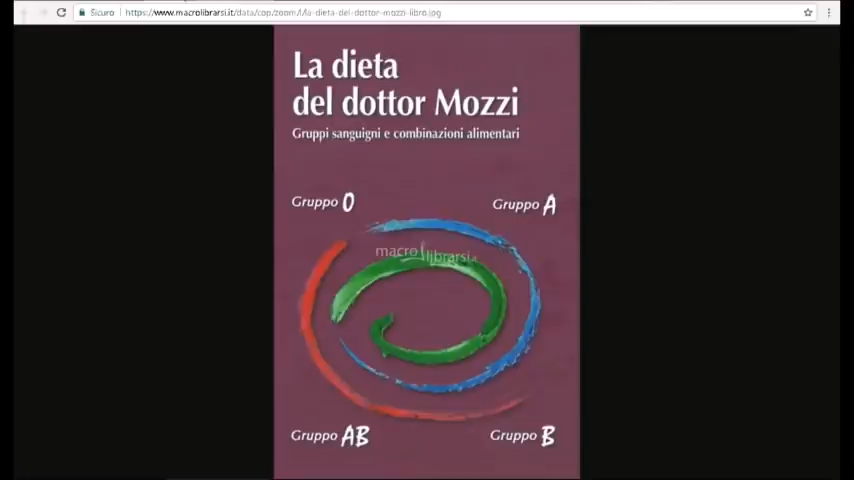 Sicuro https://www.macrolibrarsi.it/data/cop/zoom/l/la-dieta-del-dottor-mozzi-libro.jpg
La dieta
del dottor Mozzi
Gruppi sanguigni e combinazioni alimentari
Gruppo O
Gruppo A
macrolibrarsi.it
Gruppo AB
Gruppo B